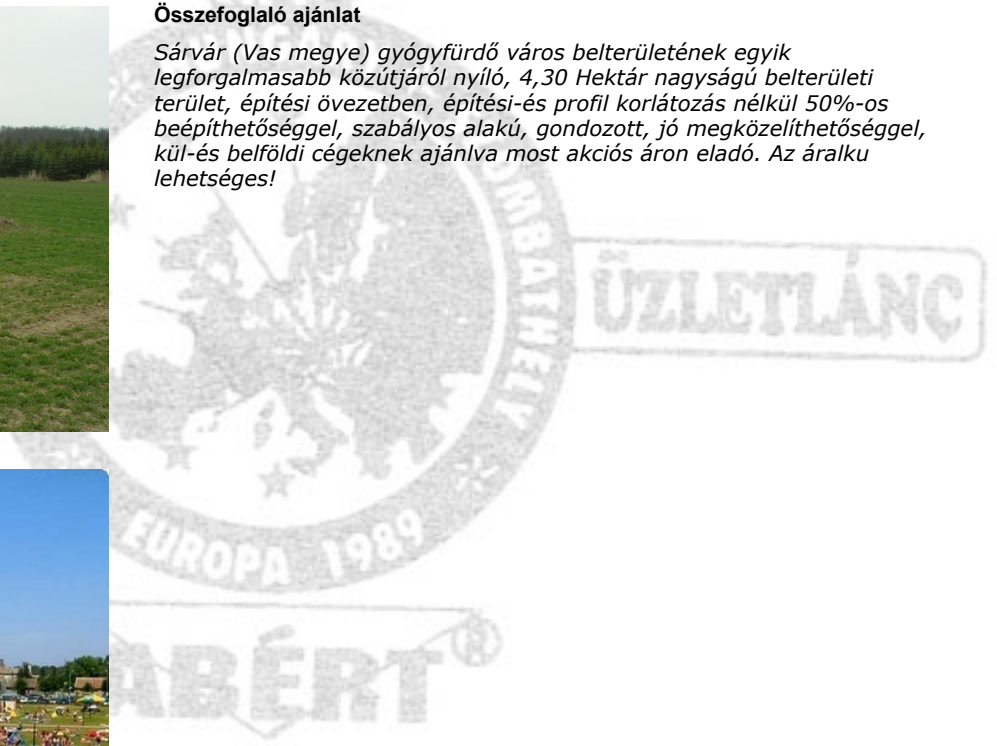 Összefoglaló ajánlat
Sárvár (Vas megye) gyógyfürdő város belterületének egyik
legforgalmasabb közútjáról nyíló, 4,30 Hektár nagyságú belterületi
terület, építési övezetben, építési-és profil korlátozás nélkül 50%-os
beépíthetőséggel, szabályos alakú, gondozott, jó megközelíthetőséggel,
kül-és belföldi cégeknek ajánlva most akciós áron eladó. Az áralku
lehetséges!
ÜZLETLÁNC
EUROPA 1989
ABÉRT®